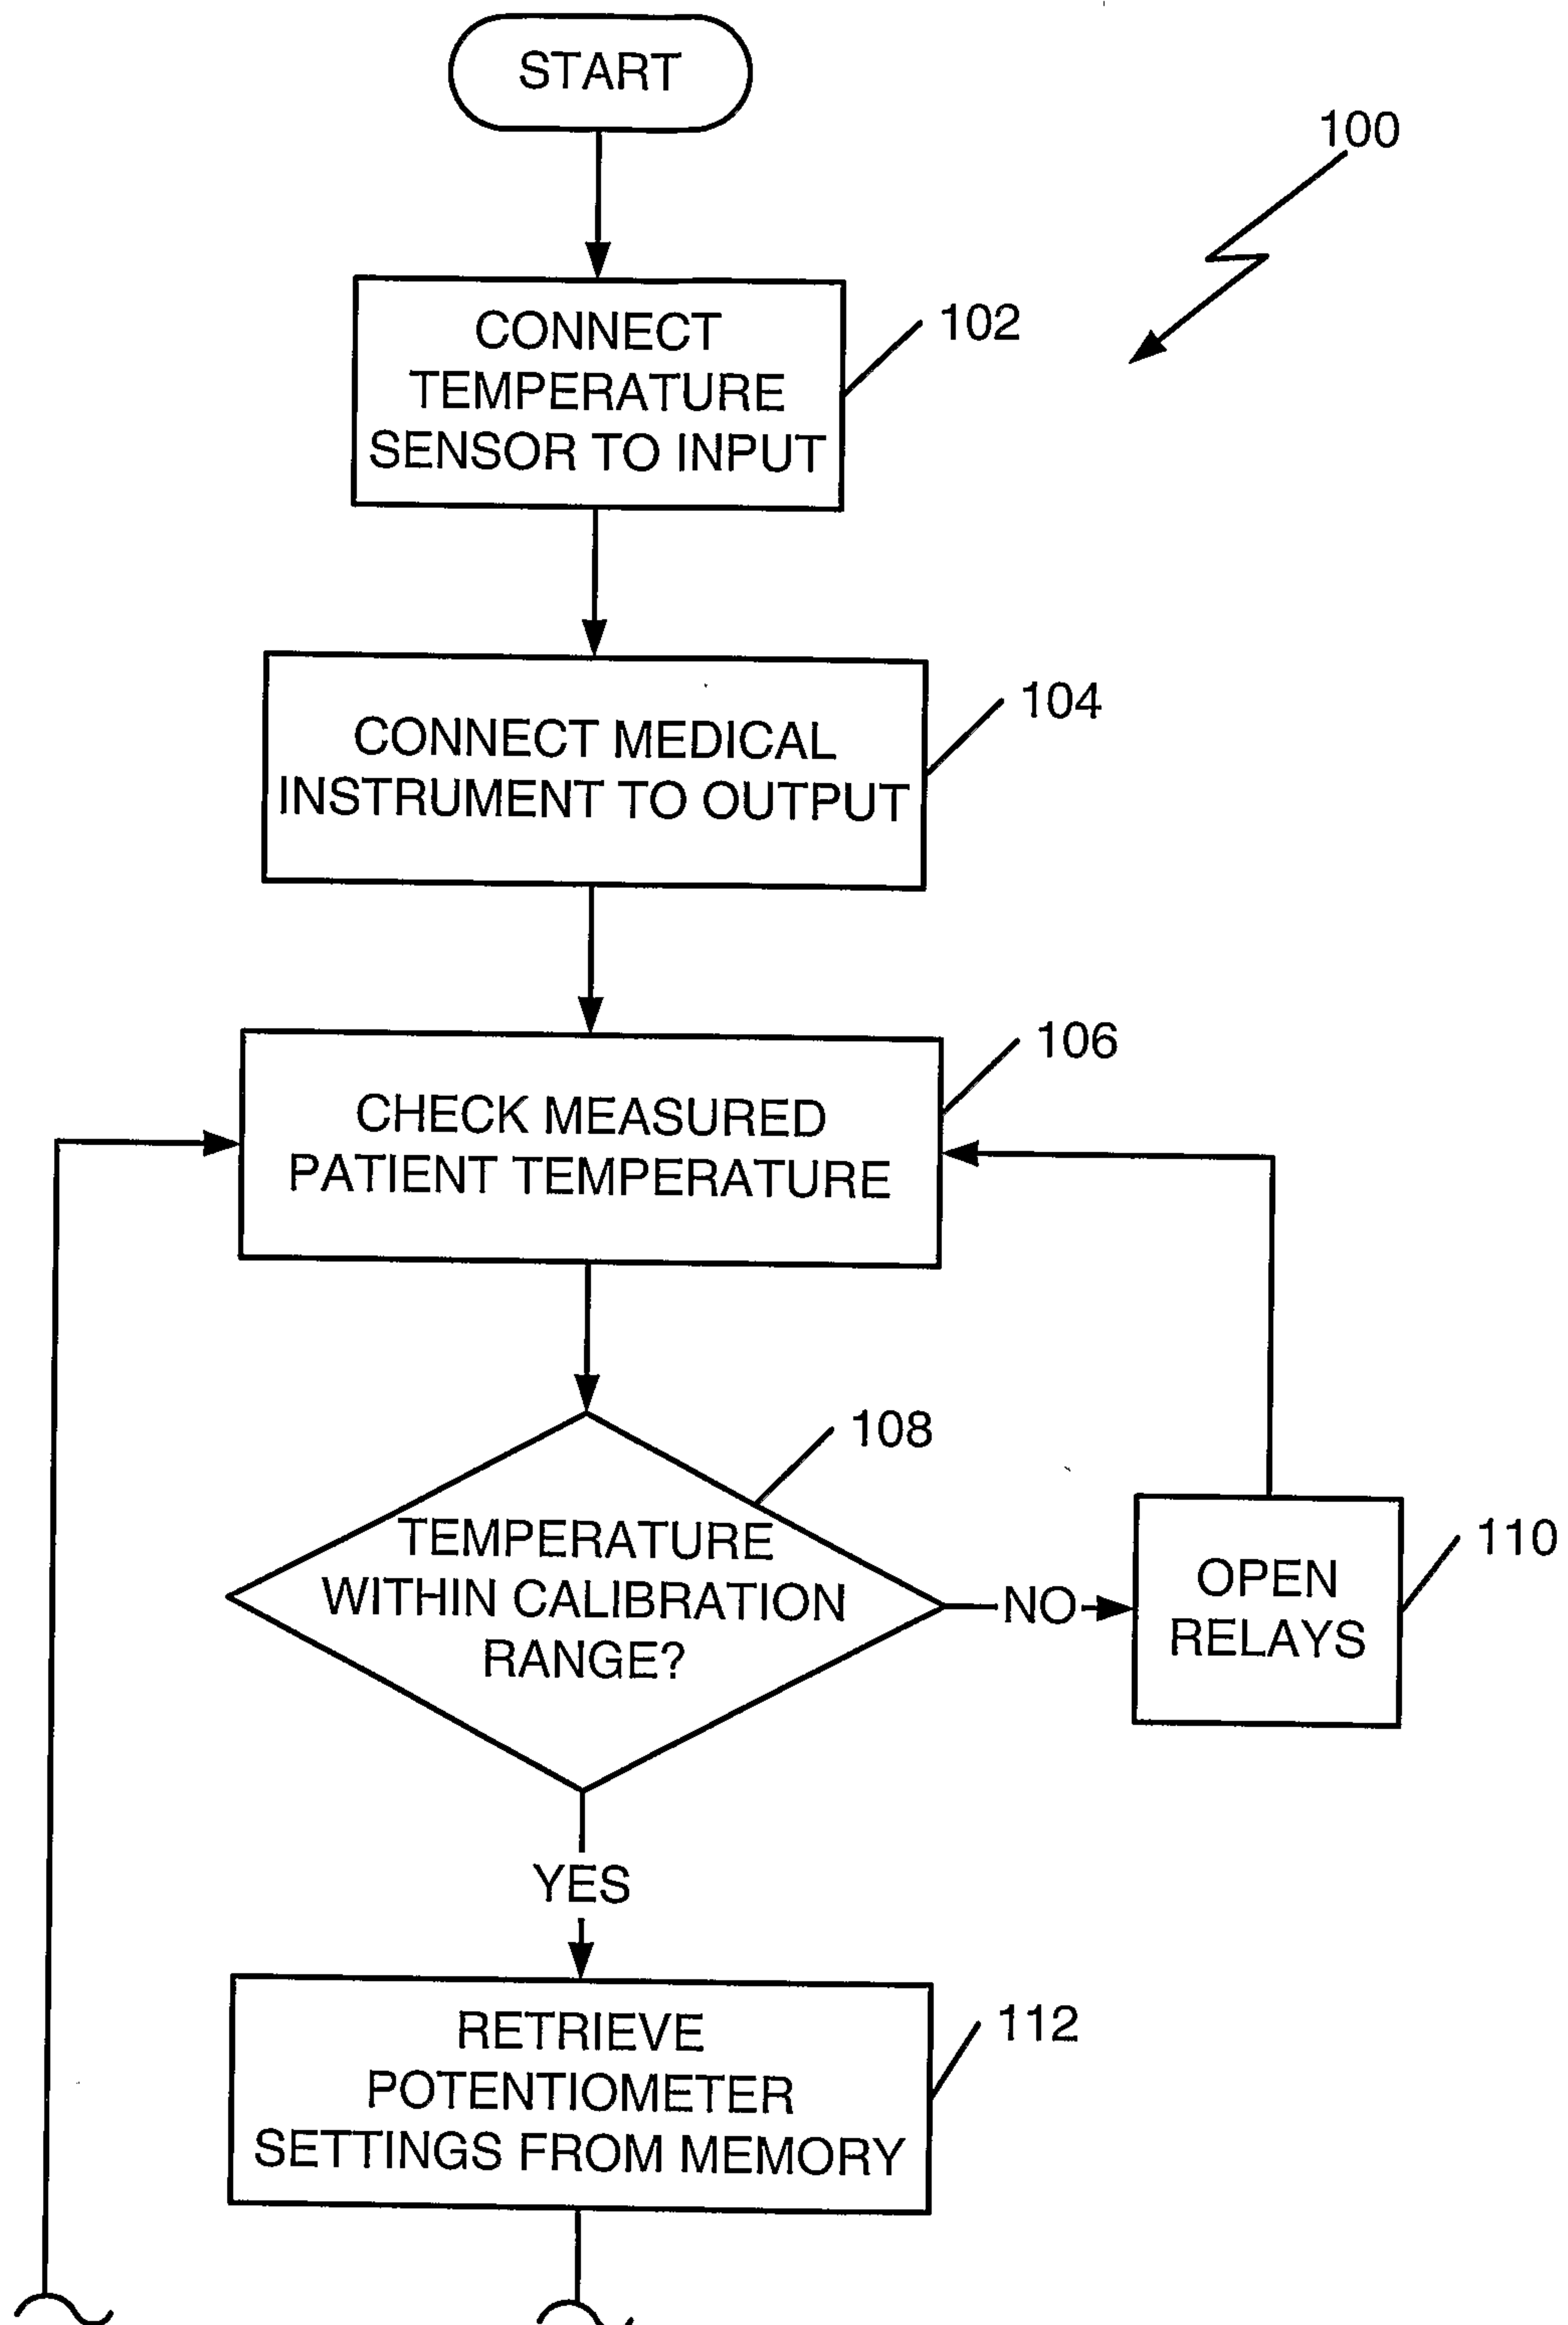 START
100
CONNECT
TEMPERATURE
SENSOR TO INPUT
102
CONNECT MEDICAL
INSTRUMENT TO OUTPUT
104
CHECK MEASURED
PATIENT TEMPERATURE
106
TEMPERATURE
WITHIN CALIBRATION
RANGE?
108
NO
OPEN
RELAYS
110
YES
RETRIEVE
POTENTIOMETER
SETTINGS FROM MEMORY
112